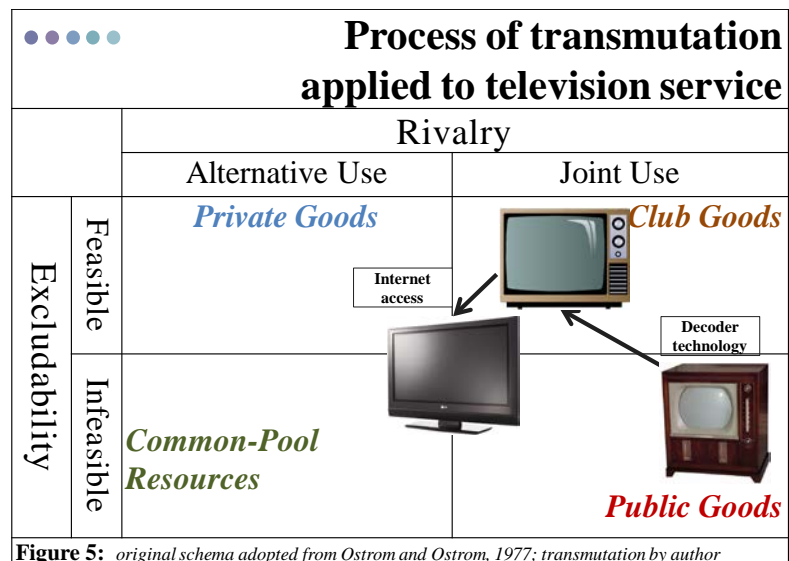 Process of transmutation
applied to television service
Rivalry
Alternative Use
Joint Use
Excludability
Feasible
Private Goods
Club Goods
Internet
access
Decoder
technology
Infeasible
Common-Pool
Resources
Public Goods
Figure 5: original schema adopted from Ostrom and Ostrom, 1977; transmutation by author